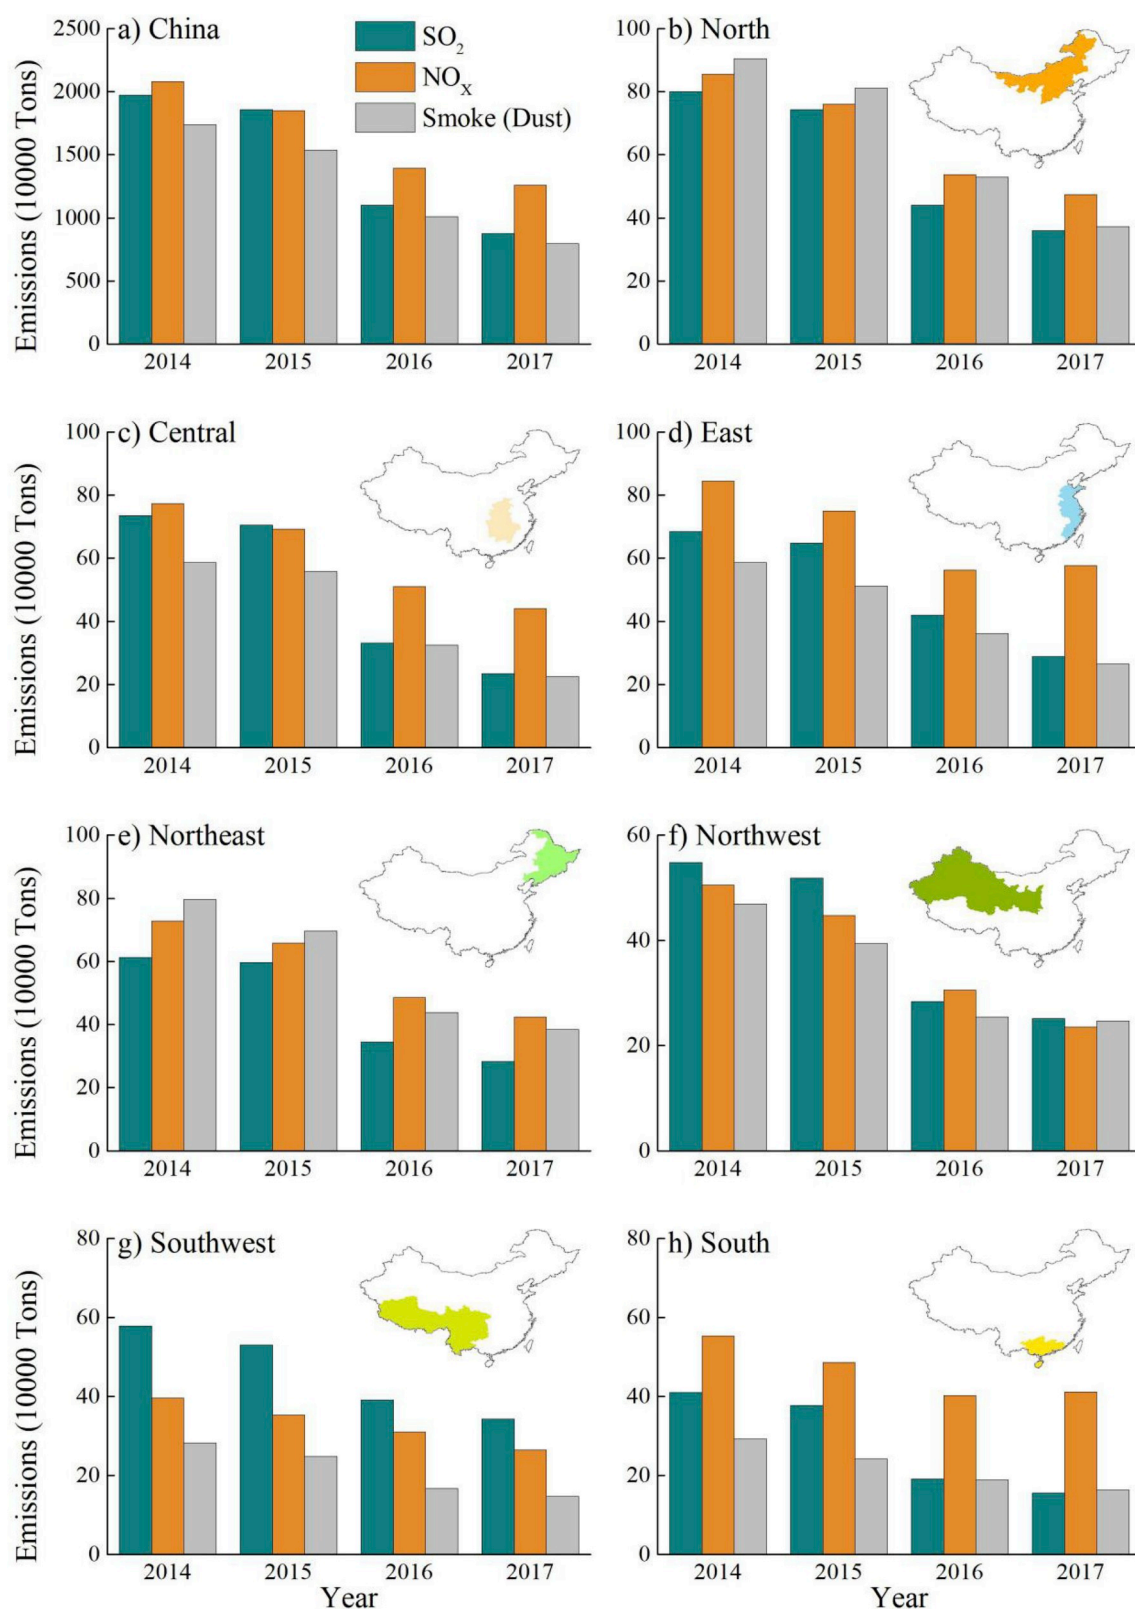 a) China
SO2
NOX
Smoke (Dust)
Emissions (10000 Tons)
2500
2000
1500
1000
500
0
2014 2015 2016 2017
b) North
100
80
60
40
20
0
2014 2015 2016 2017
c) Central
Emissions (10000 Tons)
100
80
60
40
20
0
2014 2015 2016 2017
d) East
100
80
60
40
20
0
2014 2015 2016 2017
e) Northeast
Emissions (10000 Tons)
100
80
60
40
20
0
2014 2015 2016 2017
f) Northwest
60
40
20
0
2014 2015 2016 2017
g) Southwest
Emissions (10000 Tons)
80
60
40
20
0
2014 2015 2016 2017
Year
h) South
80
60
40
20
0
2014 2015 2016 2017
Year